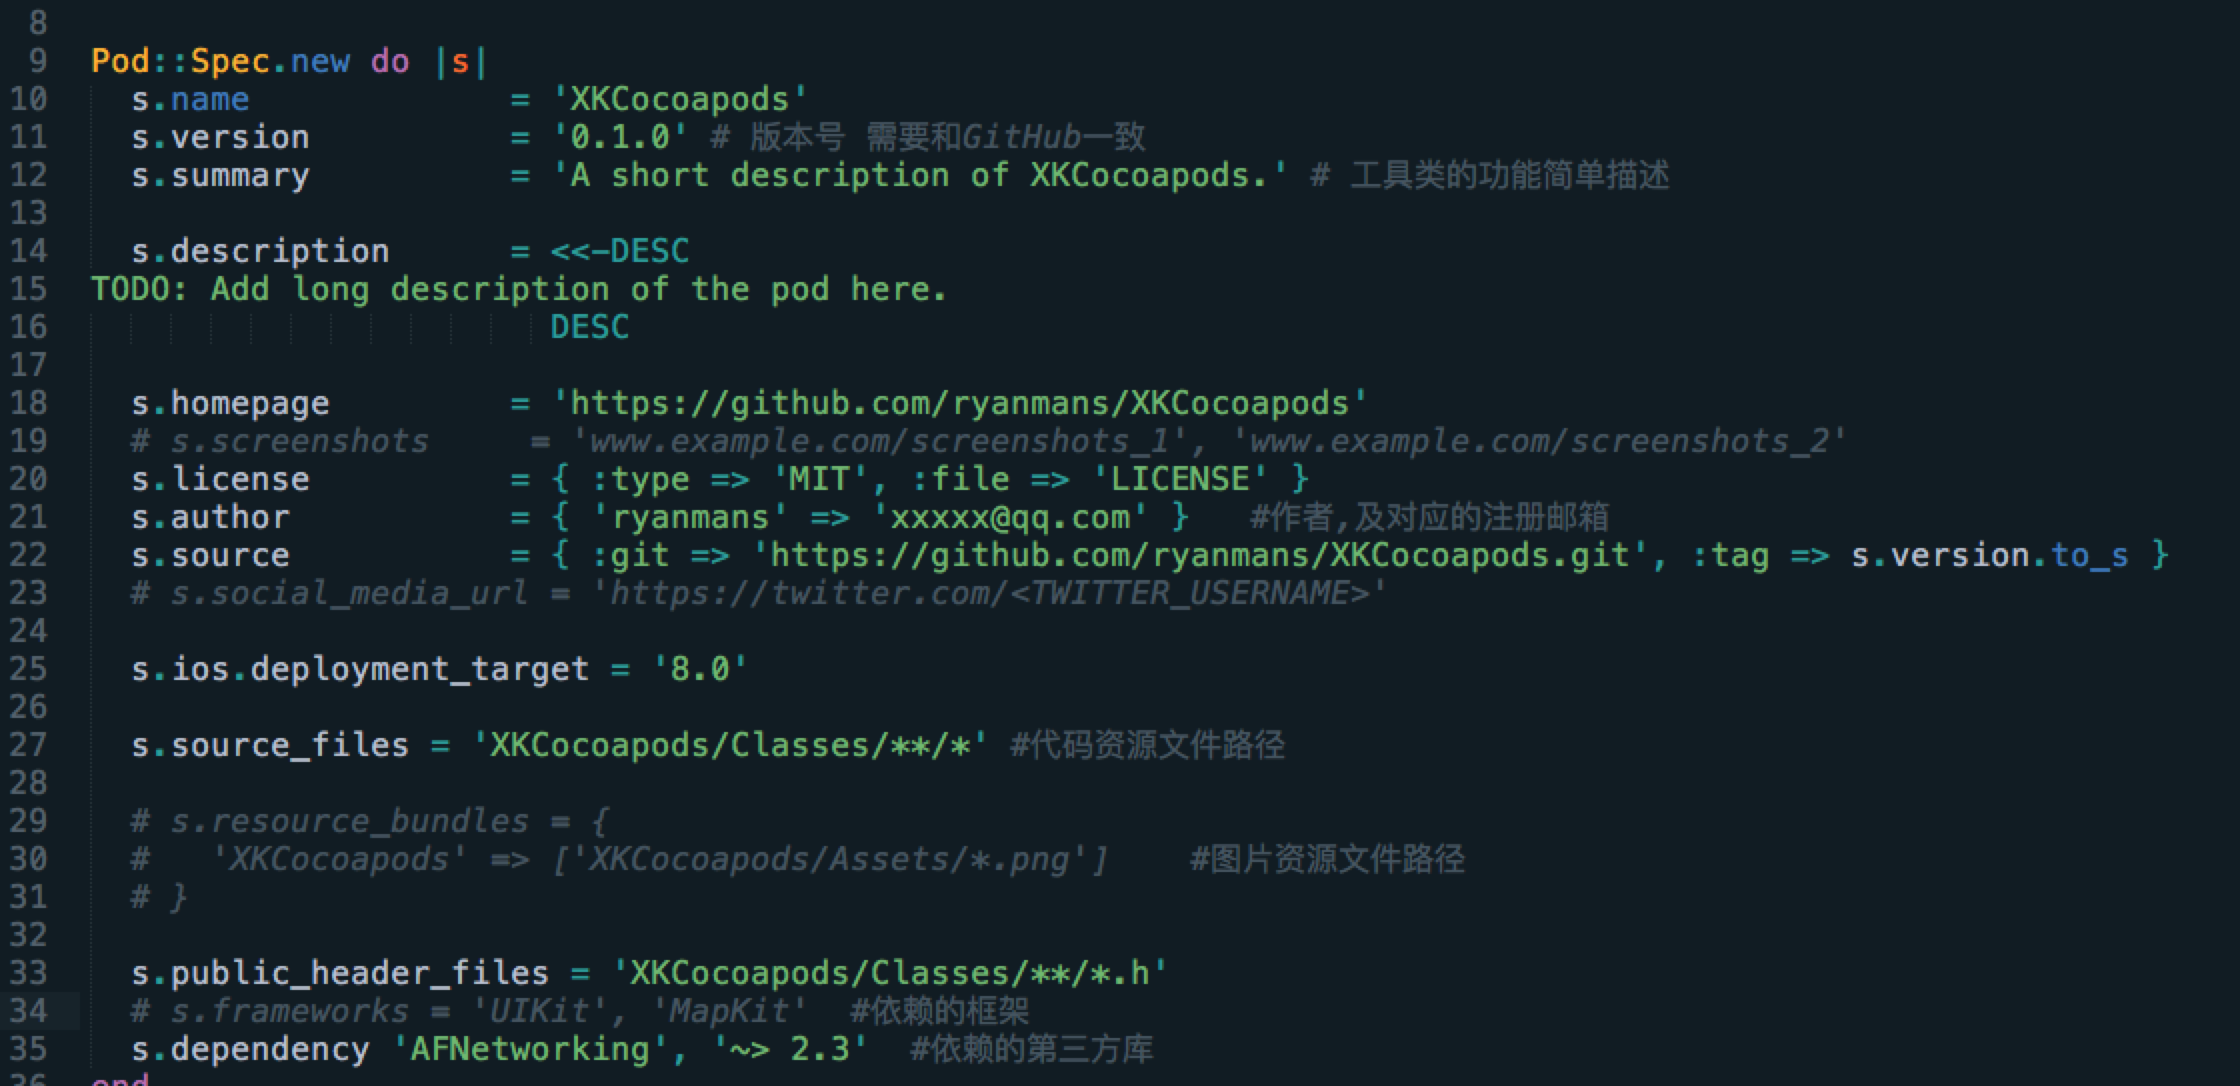 8
9 Pod::Spec.new do |s|
10 s.name = 'XKCocoapods'
11 s.version = '0.1.0' # 版本号 需要和GitHub一致
12 s.summary = 'A short description of XKCocoapods.' # 工具类的功能简单描述
13
14 s.description = <<-DESC
15 TODO: Add long description of the pod here.
16 DESC
17
18 s.homepage = 'https://github.com/ryanmans/XKCocoapods'
19 # s.screenshots = 'www.example.com/screenshots_1', 'www.example.com/screenshots_2'
20 s.license = { :type => 'MIT', :file => 'LICENSE' }
21 s.author = { 'ryanmans' => 'xxxxx@qq.com' } #作者,及对应的注册邮箱
22 s.source = { :git => 'https://github.com/ryanmans/XKCocoapods.git', :tag => s.version.to_s }
23 # s.social_media_url = 'https://twitter.com/<TWITTER_USERNAME>'
24
25 s.ios.deployment_target = '8.0'
26
27 s.source_files = 'XKCocoapods/Classes/**/*' #代码资源文件路径
28
29 # s.resource_bundles = {
30 # 'XKCocoapods' => ['XKCocoapods/Assets/*.png'] #图片资源文件路径
31 # }
32
33 s.public_header_files = 'XKCocoapods/Classes/**/*.h'
34 # s.frameworks = 'UIKit', 'MapKit' #依赖的框架
35 s.dependency 'AFNetworking', '~> 2.3' #依赖的第三方库
36 end